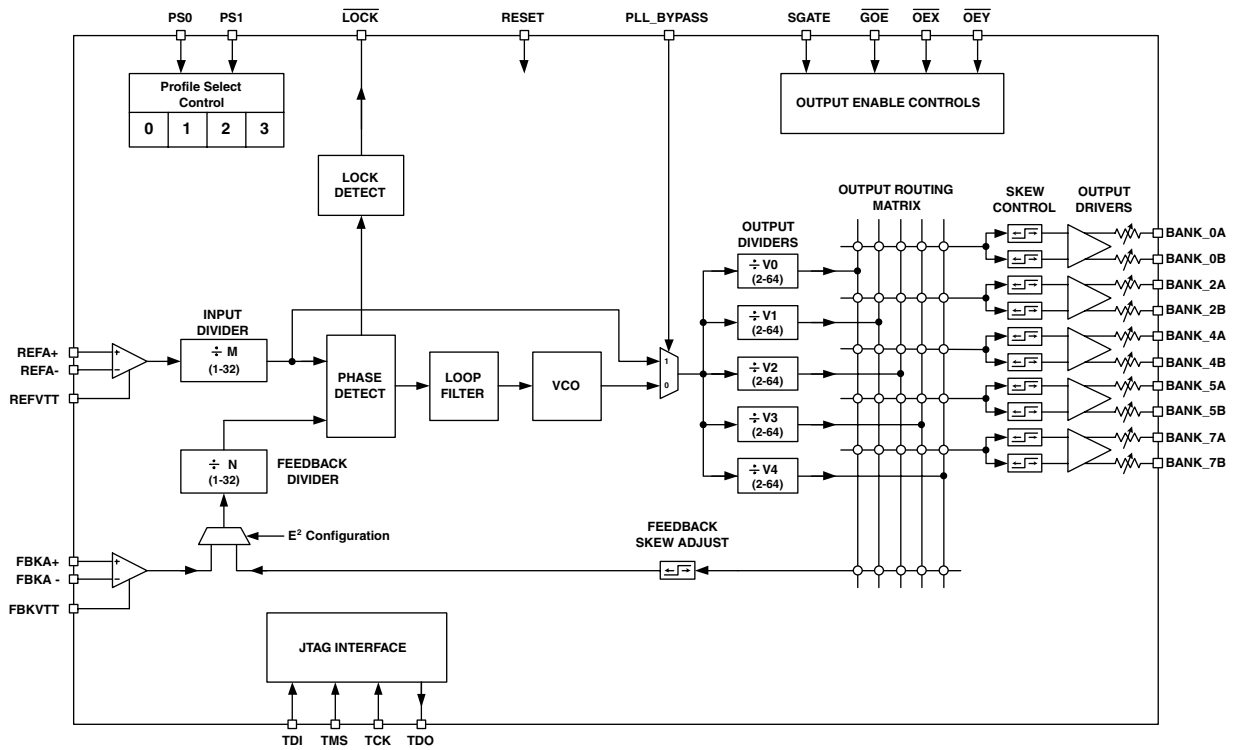 PS0 PS1 LOCK RESET PLL_BYPASS SGATE GOE OEX OEY
Profile Select
Control
0 1 2 3
OUTPUT ENABLE CONTROLS
LOCK
DETECT
OUTPUT ROUTING
MATRIX
SKEW
CONTROL
OUTPUT
DRIVERS
OUTPUT
DIVIDERS
BANK_0A
BANK_0B
BANK_2A
BANK_2B
BANK_4A
BANK_4B
BANK_5A
BANK_5B
BANK_7A
BANK_7B
÷ V0
(2-64)
÷ V1
(2-64)
÷ V2
(2-64)
÷ V3
(2-64)
÷ V4
(2-64)
INPUT
DIVIDER
REFA+
REFA-
REFVTT
+
−
÷ M
(1-32)
PHASE
DETECT
LOOP
FILTER
VCO
1
0
÷ N
(1-32)
FEEDBACK
DIVIDER
E² Configuration
FEEDBACK
SKEW ADJUST
FBKA+
FBKA -
FBKVTT
+
−
JTAG INTERFACE
TDI TMS TCK TDO